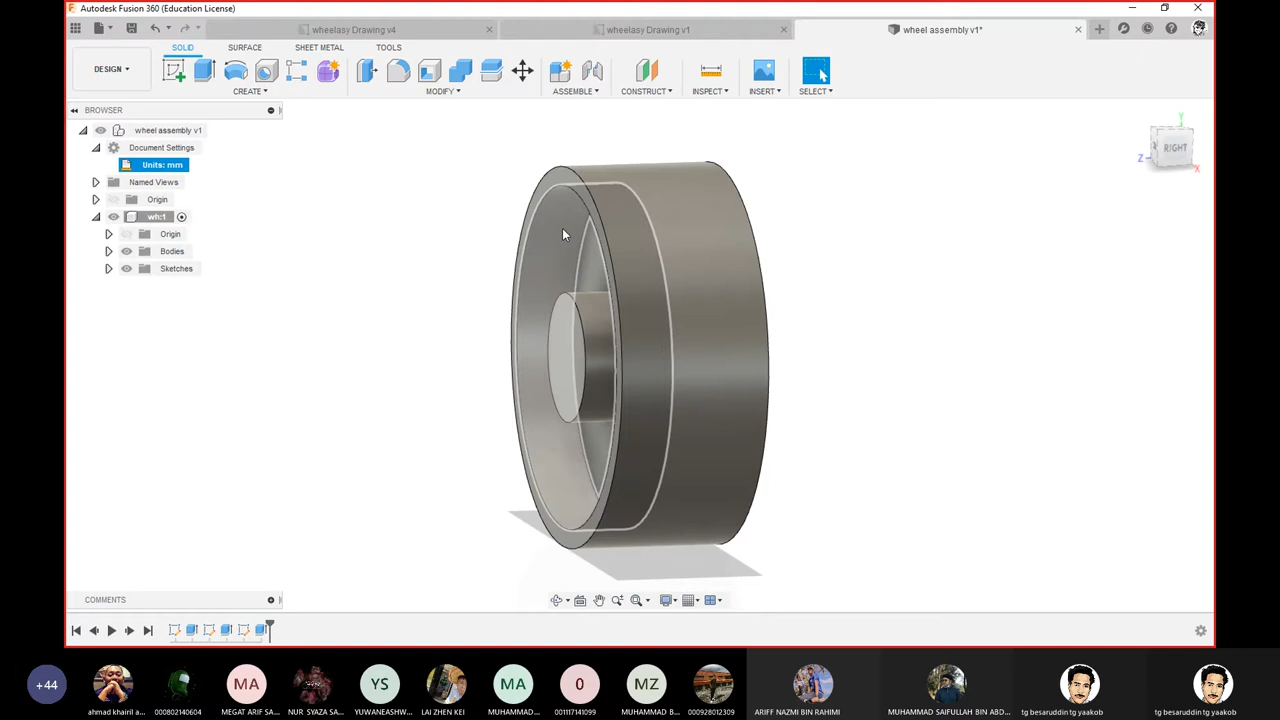 Autodesk Fusion 360 (Education License)
wheelasy Drawing v4
wheelasy Drawing v1
wheel assembly v1*
SOLID
SURFACE
SHEET METAL
TOOLS
DESIGN
CREATE
MODIFY
ASSEMBLE
CONSTRUCT
INSPECT
INSERT
SELECT
BROWSER
wheel assembly v1
Document Settings
Units: mm
Named Views
Origin
wh:1
Origin
Bodies
Sketches
Y
RIGHT
Z
X
COMMENTS
+44
MA
YS
MA
0
MZ
ahmad khairil a...
000802140604
MEGAT ARIF SA...
NUR SYAZA SA...
YUWANEASHW...
LAI ZHEN KEI
MUHAMMAD...
001117141099
MUHAMMAD B...
000928012309
ARIFF NAZMI BIN RAHIMI
MUHAMMAD SAIFULLAH BIN ABD...
tg besaruddin tg yaakob
tg besaruddin tg yaakob